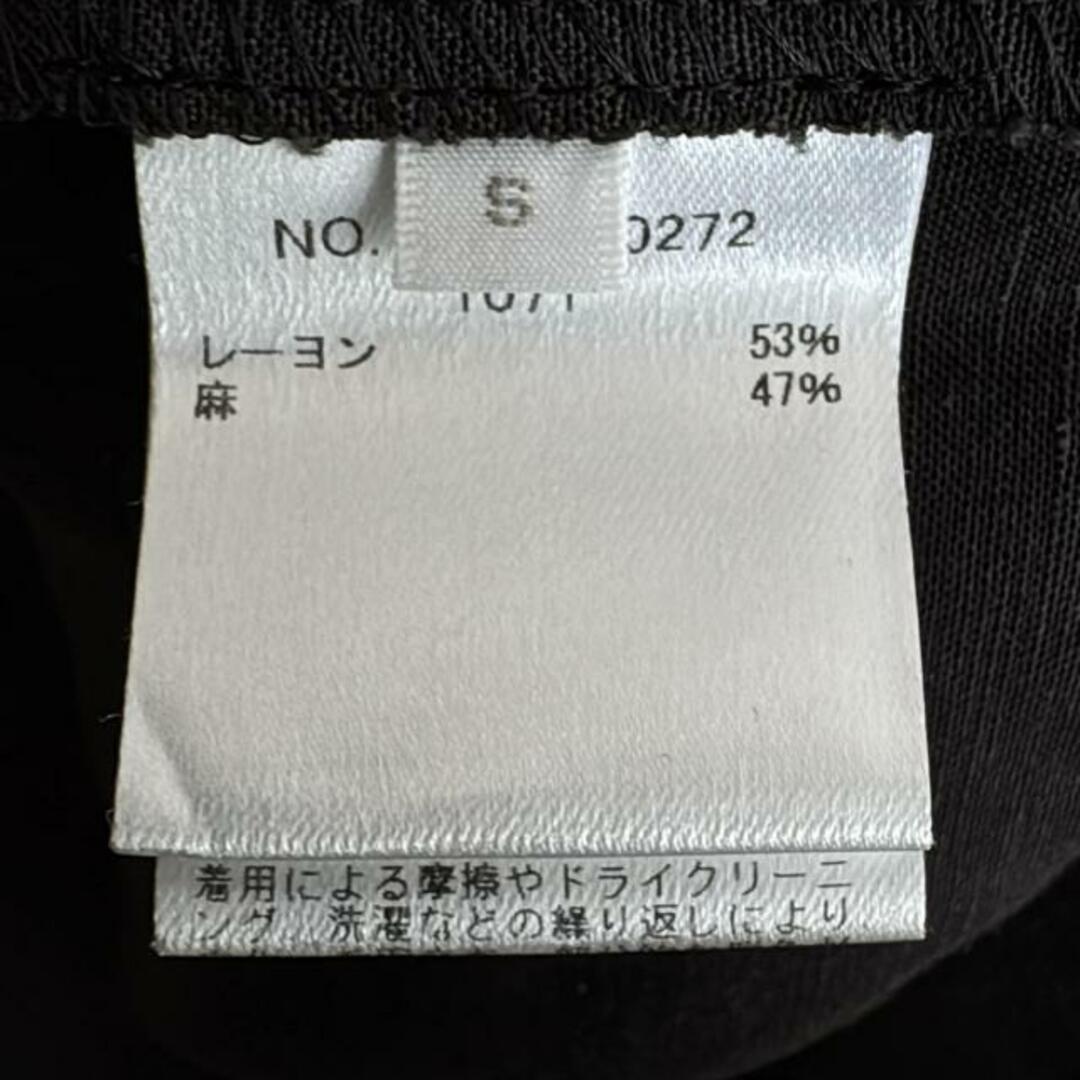 S
NO. 0272
レーヨン 53%
麻 47%
着用による摩擦やドライクリーニ
ング 洗濯などの繰り返しにより